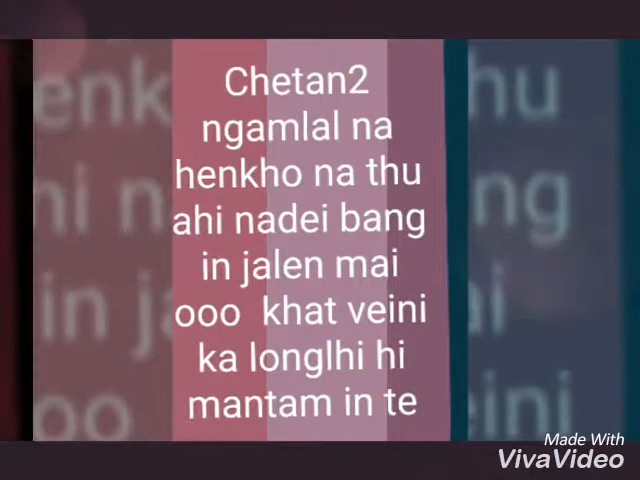 Chetan2
ngamlal na
henkho na thu
ahi nadei bang
in jalen mai
ooo  khat veini
ka longlhi hi
mantam in te
Made With
VivaVideo